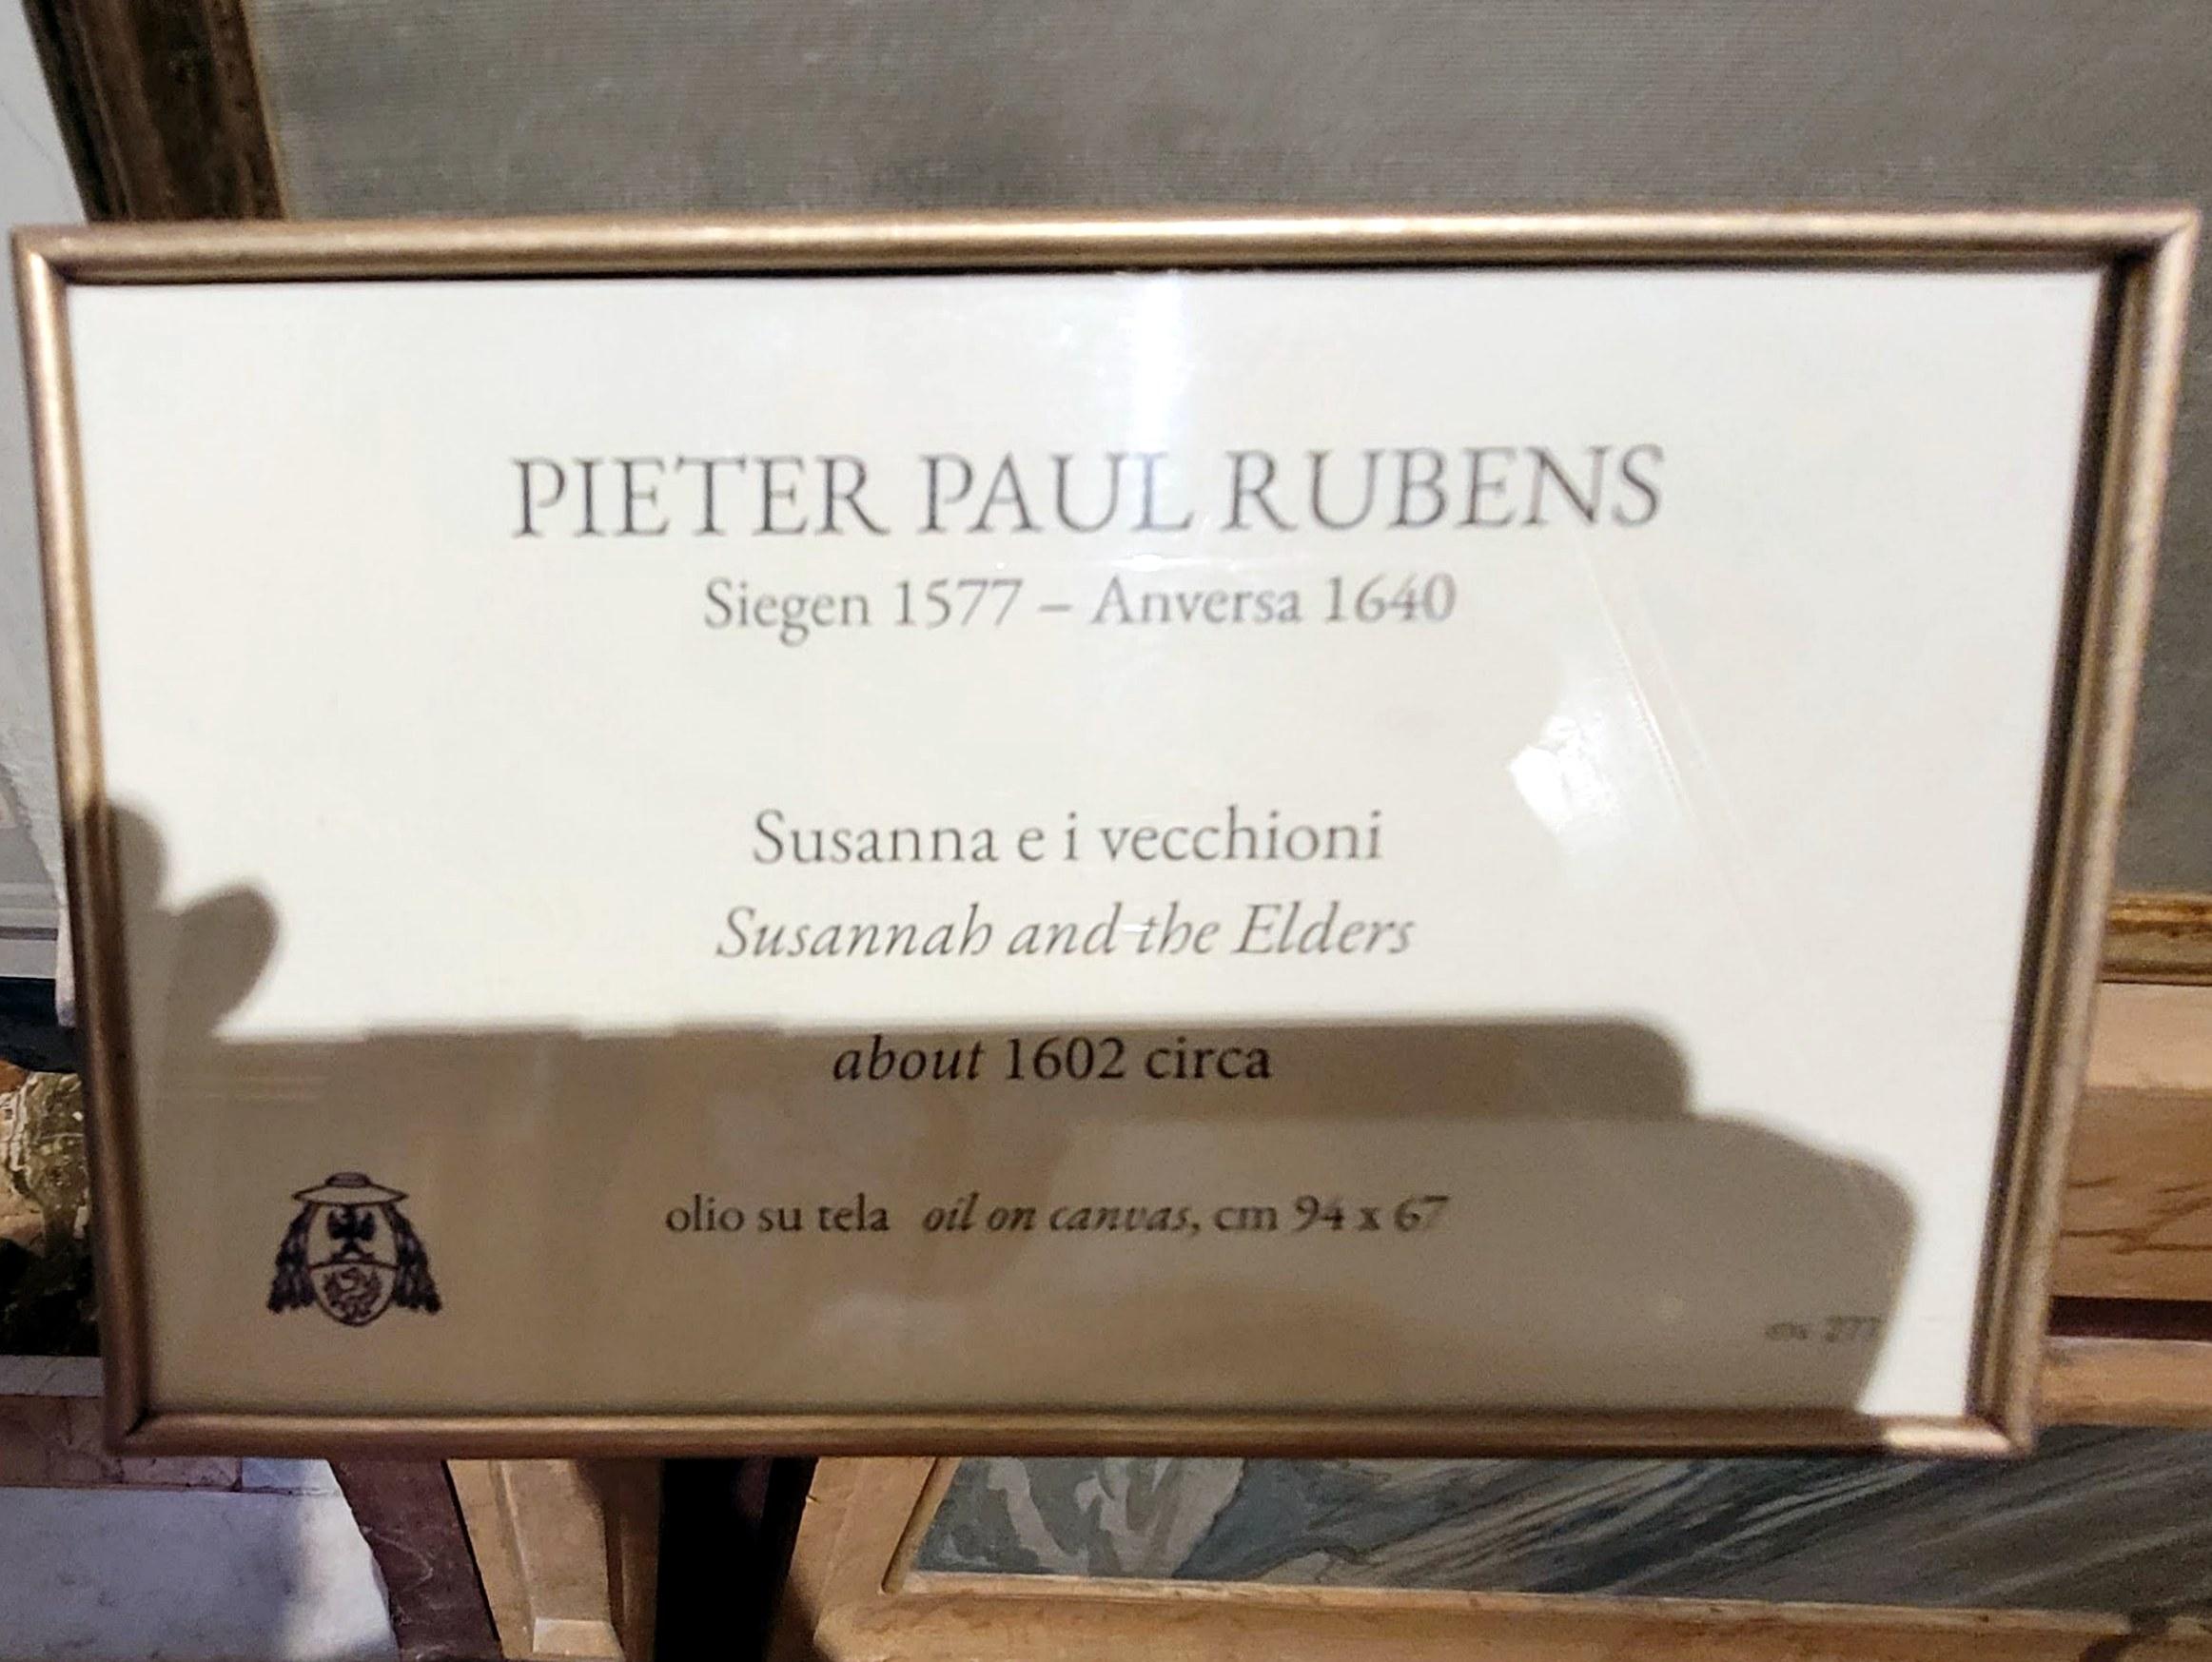 PIETER PAUL RUBENS
Siegen 1577 – Anversa 1640
Susanna e i vecchioni
Susannah and the Elders
about 1602 circa
olio su tela oil on canvas, cm 94 x 67
277